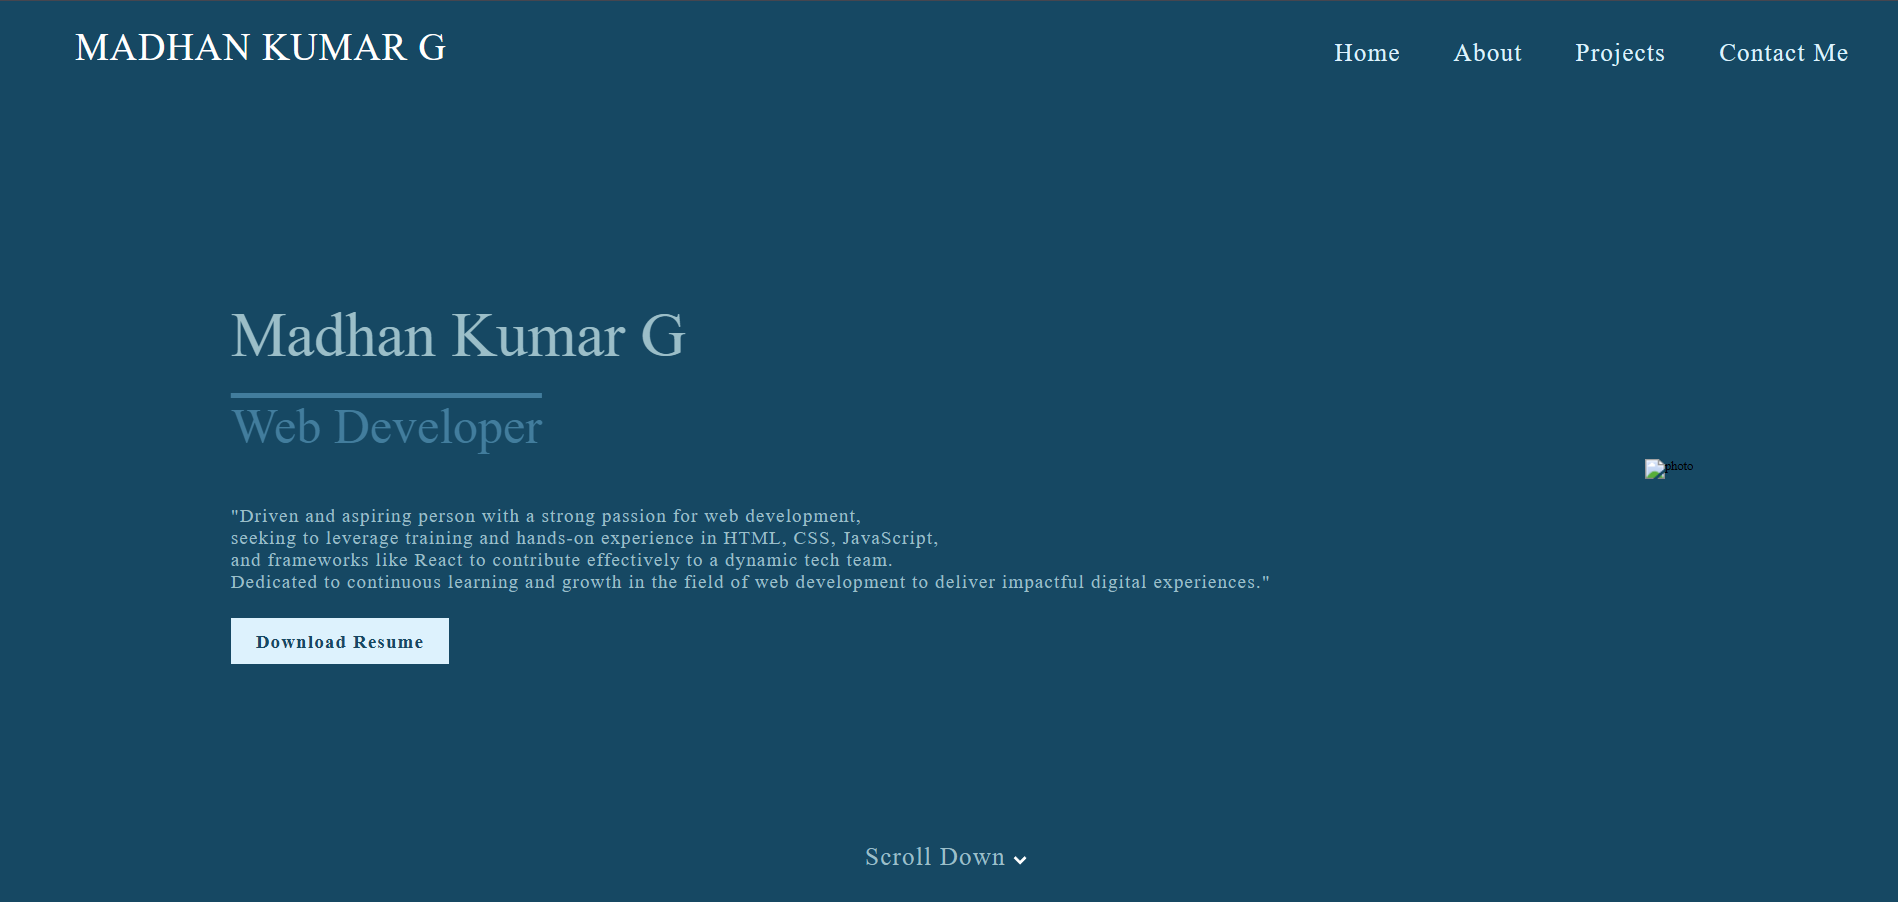 MADHAN KUMAR G
Home About Projects Contact Me
Madhan Kumar G
Web Developer
photo
"Driven and aspiring person with a strong passion for web development,
seeking to leverage training and hands-on experience in HTML, CSS, JavaScript,
and frameworks like React to contribute effectively to a dynamic tech team.
Dedicated to continuous learning and growth in the field of web development to deliver impactful digital experiences."
Download Resume
Scroll Down